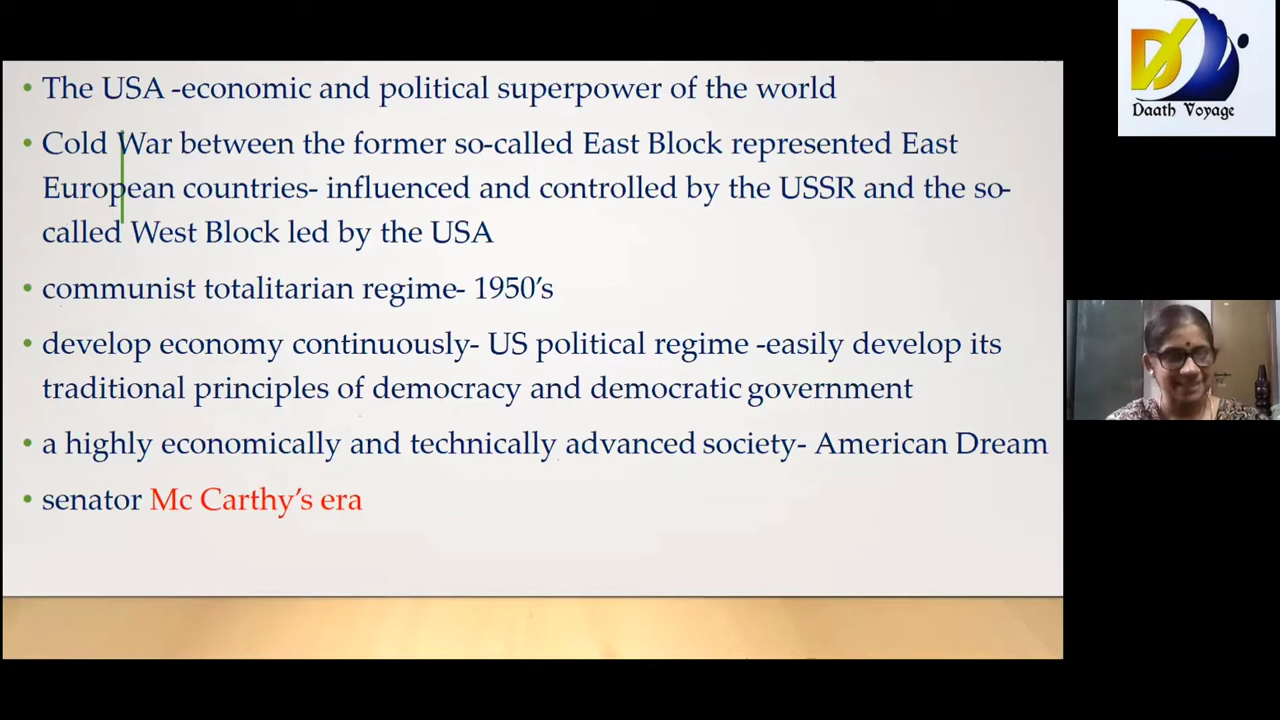 • The USA -economic and political superpower of the world
• Cold War between the former so-called East Block represented East
European countries- influenced and controlled by the USSR and the so-
called West Block led by the USA
• communist totalitarian regime- 1950's
• develop economy continuously- US political regime -easily develop its
traditional principles of democracy and democratic government
• a highly economically and technically advanced society- American Dream
• senator Mc Carthy's era
Daath Voyage